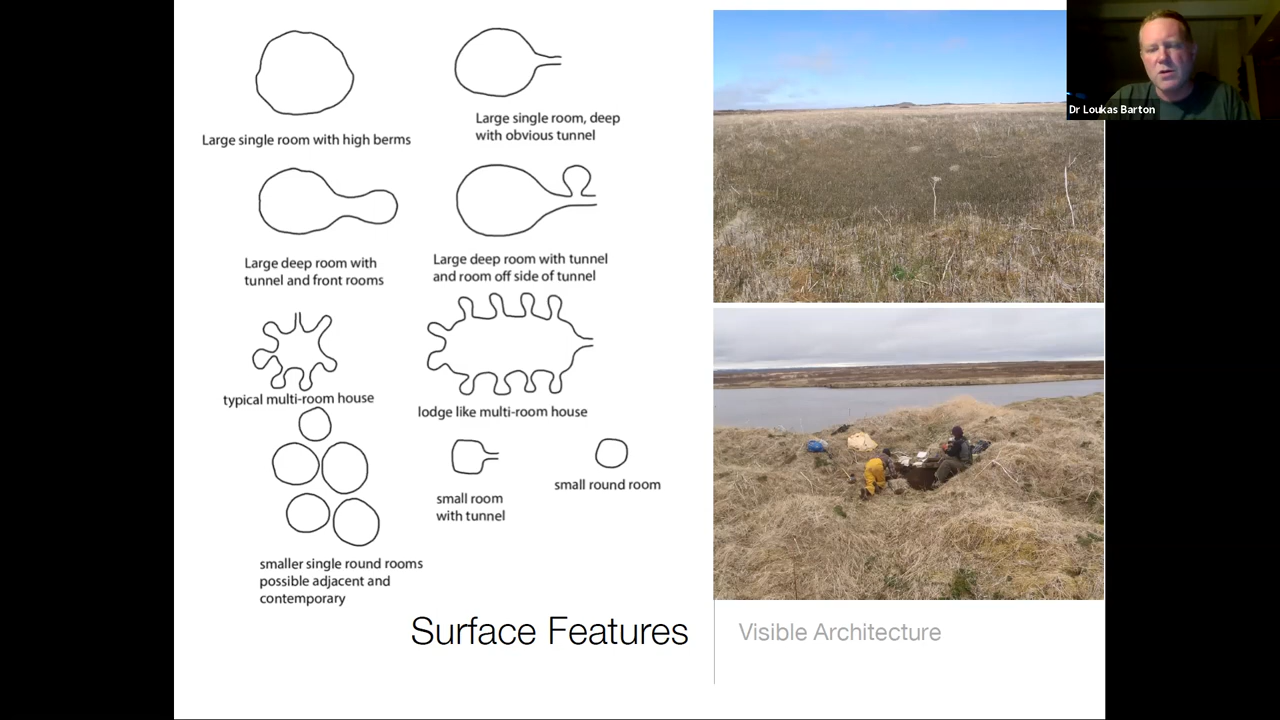 Large single room with high berms
Large single room, deep
with obvious tunnel
Large deep room with
tunnel and front rooms
Large deep room with tunnel
and room off side of tunnel
typical multi-room house
lodge like multi-room house
small room
with tunnel
small round room
smaller single round rooms
possible adjacent and
contemporary
Surface Features
Visible Architecture
Dr Loukas Barton